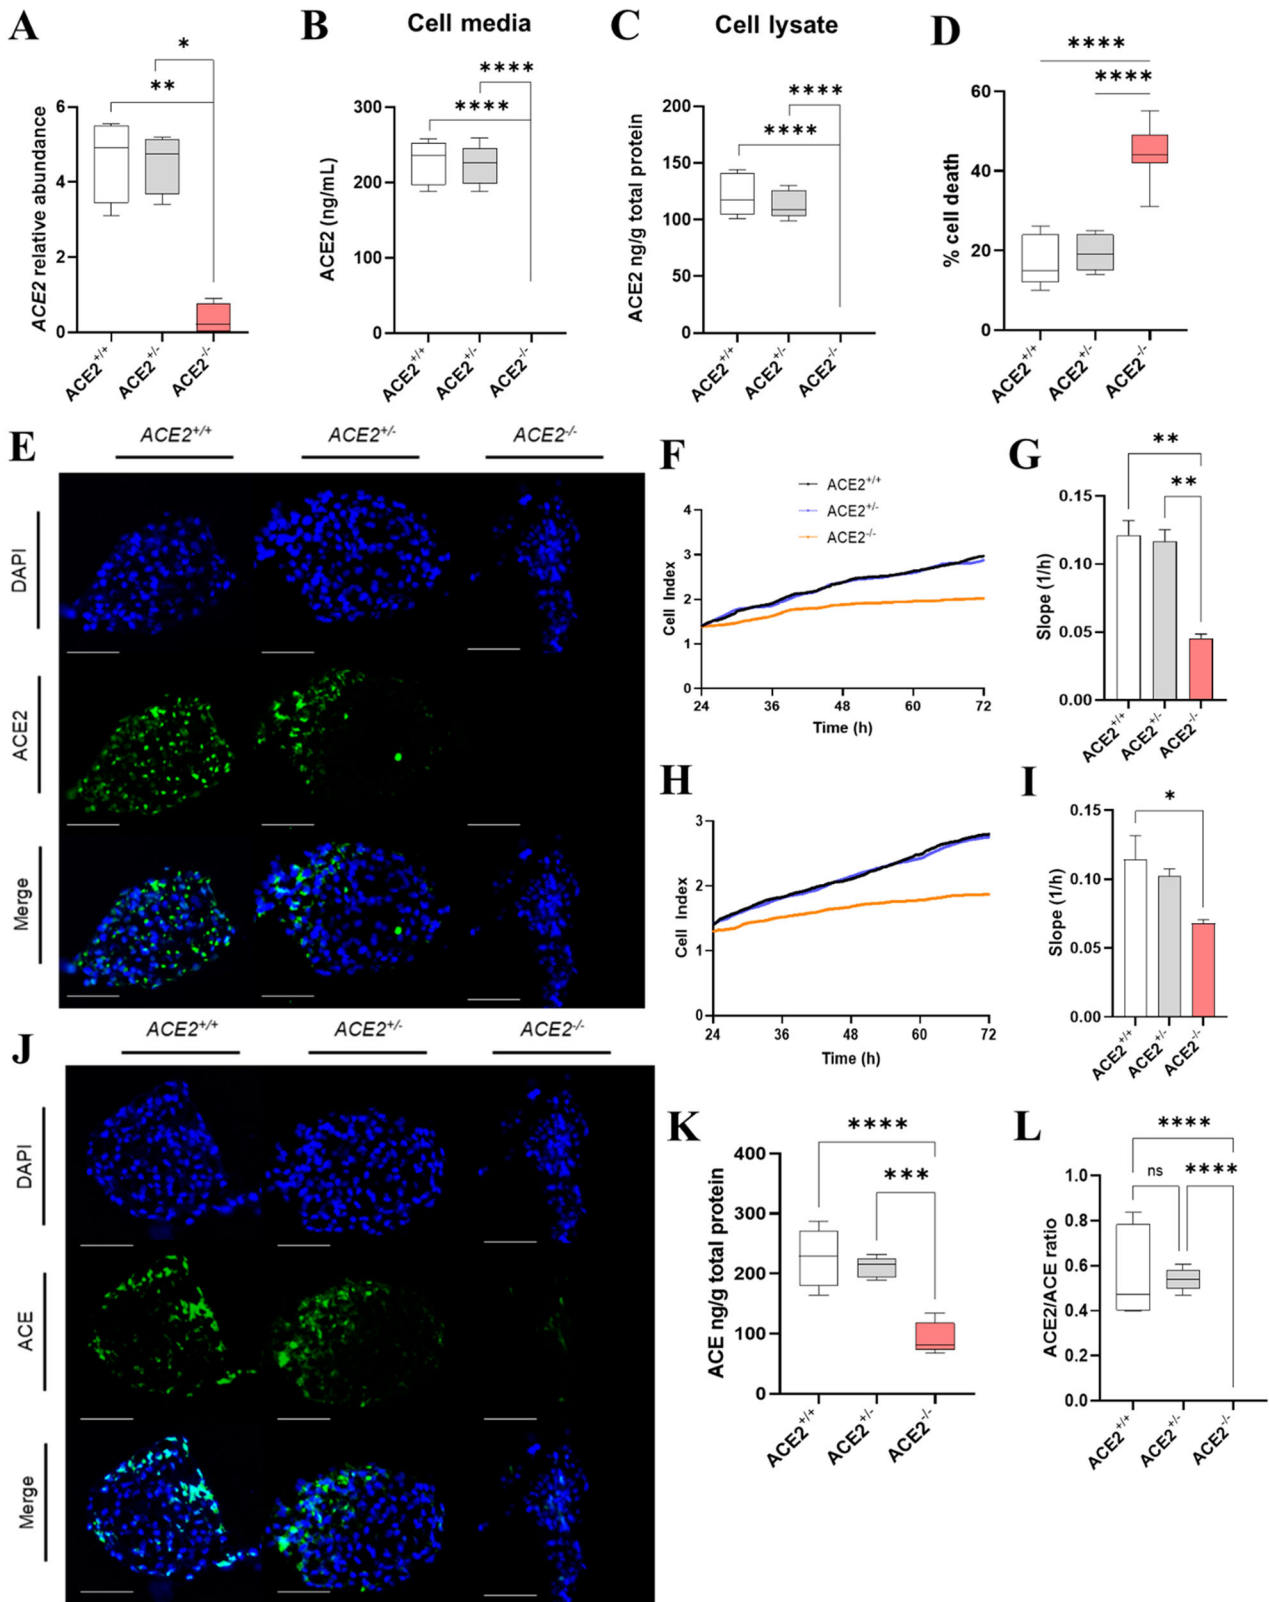 A
*
**
ACE2 relative abundance
6
4
2
0
ACE2+/+
ACE2+/-
ACE2-/-
B
Cell media
****
****
ACE2 (ng/mL)
300
200
100
0
ACE2+/+
ACE2+/-
ACE2-/-
C
Cell lysate
****
****
ACE2 ng/g total protein
200
150
100
50
0
ACE2+/+
ACE2+/-
ACE2-/-
D
****
****
% cell death
60
40
20
0
ACE2+/+
ACE2+/-
ACE2-/-
E
ACE2+/+
ACE2+/-
ACE2-/-
DAPI
ACE2
Merge
F
ACE2+/+
ACE2+/-
ACE2-/-
Cell Index
4
3
2
1
0
24 36 48 60 72
Time (h)
G
**
**
Slope (1/h)
0.15
0.10
0.05
0.00
ACE2+/+
ACE2+/-
ACE2-/-
H
Cell Index
3
2
1
0
24 36 48 60 72
Time (h)
I
*
Slope (1/h)
0.15
0.10
0.05
0.00
ACE2+/+
ACE2+/-
ACE2-/-
J
ACE2+/+
ACE2+/-
ACE2-/-
DAPI
ACE
Merge
K
****
***
ACE ng/g total protein
400
300
200
100
0
ACE2+/+
ACE2+/-
ACE2-/-
L
****
ns ****
ACE2/ACE ratio
1.0
0.8
0.6
0.4
0.2
0.0
ACE2+/+
ACE2+/-
ACE2-/-